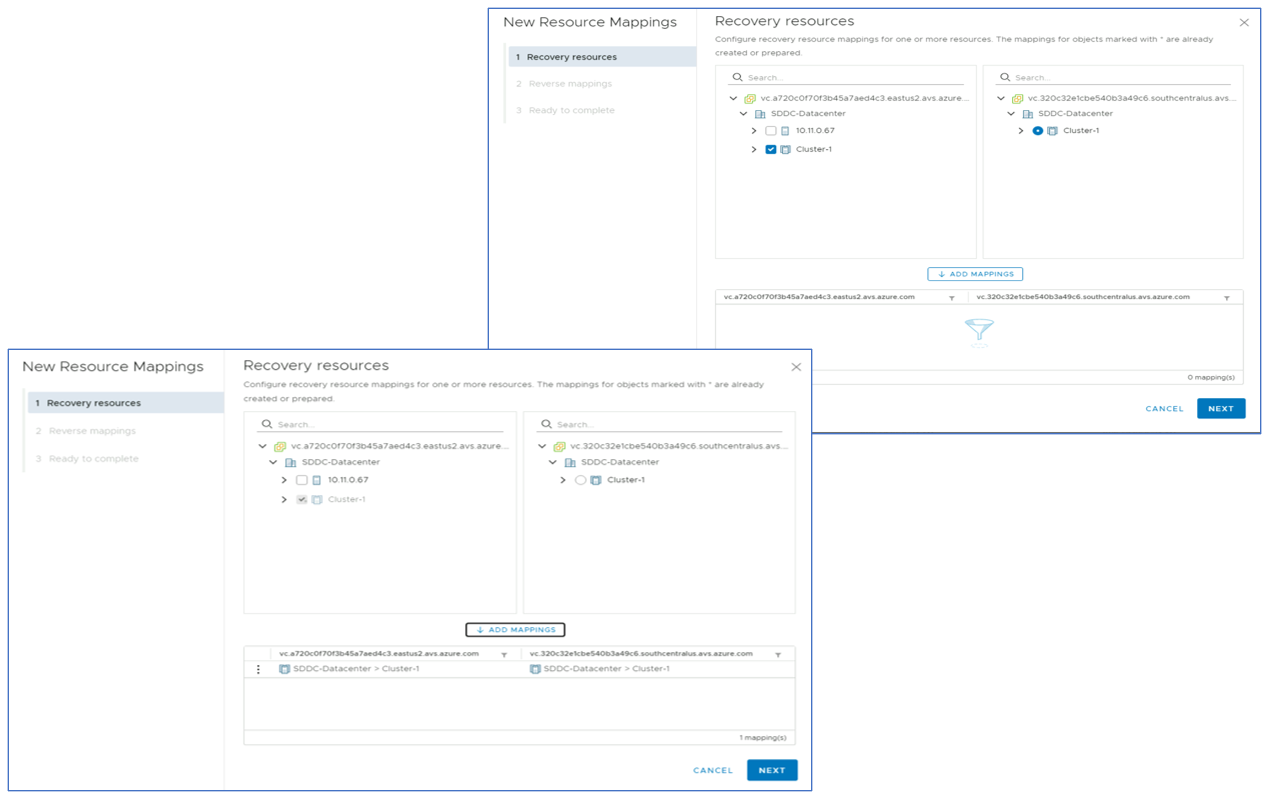 New Resource Mappings
1 Recovery resources
2 Reverse mappings
3 Ready to complete
Recovery resources
Configure recovery resource mappings for one or more resources. The mappings for objects marked with * are already
created or prepared.
Search...
vc.a720c0f70f3b45a7aed4c3.eastus2.avs.azure...
SDDC-Datacenter
10.11.0.67
Cluster-1
Search...
vc.320c32e1cbe540b3a49c6.southcentralus.avs....
SDDC-Datacenter
Cluster-1
ADD MAPPINGS
vc.a720c0f70f3b45a7aed4c3.eastus2.avs.azure.com
vc.320c32e1cbe540b3a49c6.southcentralus.avs.azure.com
0 mapping(s)
CANCEL
NEXT
New Resource Mappings
1 Recovery resources
2 Reverse mappings
3 Ready to complete
Recovery resources
Configure recovery resource mappings for one or more resources. The mappings for objects marked with * are already
created or prepared.
Search...
vc.a720c0f70f3b45a7aed4c3.eastus2.avs.azure...
SDDC-Datacenter
10.11.0.67
Cluster-1
Search...
vc.320c32e1cbe540b3a49c6.southcentralus.avs....
SDDC-Datacenter
Cluster-1
ADD MAPPINGS
vc.a720c0f70f3b45a7aed4c3.eastus2.avs.azure.com
vc.320c32e1cbe540b3a49c6.southcentralus.avs.azure.com
SDDC-Datacenter > Cluster-1
SDDC-Datacenter > Cluster-1
1 mapping(s)
CANCEL
NEXT